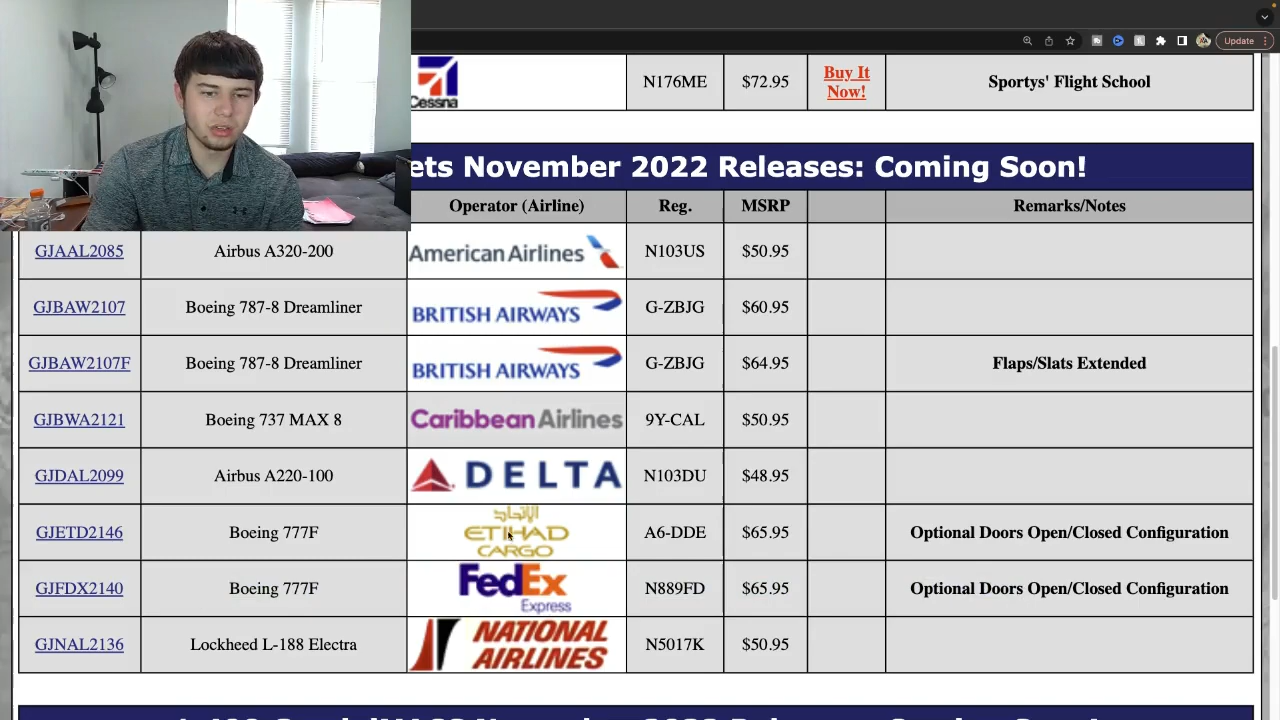 Update
Cessna
N176ME $72.95 Buy It Now! Sportys' Flight School
ets November 2022 Releases: Coming Soon!
Operator (Airline) Reg. MSRP Remarks/Notes
GJAAL2085 Airbus A320-200 American Airlines N103US $50.95
GJBAW2107 Boeing 787-8 Dreamliner BRITISH AIRWAYS G-ZBJG $60.95
GJBAW2107F Boeing 787-8 Dreamliner BRITISH AIRWAYS G-ZBJG $64.95 Flaps/Slats Extended
GJBWA2121 Boeing 737 MAX 8 Caribbean Airlines 9Y-CAL $50.95
GJDAL2099 Airbus A220-100 DELTA N103DU $48.95
GJETD2146 Boeing 777F الإتحاد ETIHAD CARGO A6-DDE $65.95 Optional Doors Open/Closed Configuration
GJFDX2140 Boeing 777F FedEx Express N889FD $65.95 Optional Doors Open/Closed Configuration
GJNAL2136 Lockheed L-188 Electra NATIONAL AIRLINES N5017K $50.95